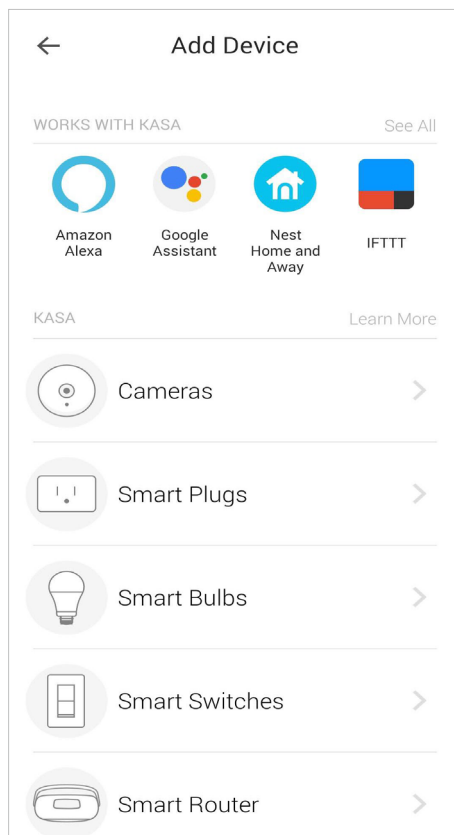 Add Device
WORKS WITH KASA See All
Amazon
Alexa
Google
Assistant
Nest
Home and
Away
IFTTT
KASA Learn More
Cameras
Smart Plugs
Smart Bulbs
Smart Switches
Smart Router